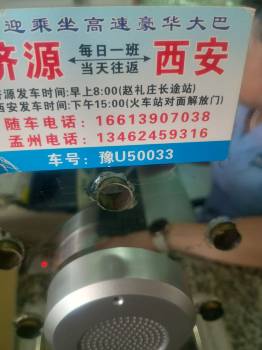 迎乘坐高速豪华大巴
济源 每日一班 当天往返 西安
济源发车时间:早上8:00(赵礼庄长途站)
西安发车时间:下午15:00(火车站对面解放门)
随车电话:16613907038
孟州电话:13462459316
车号:豫U50033